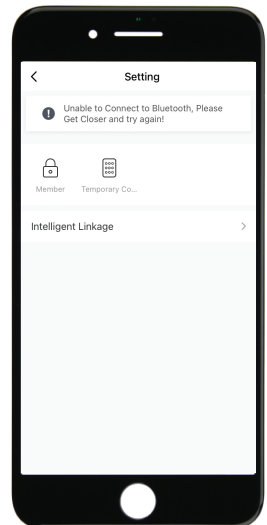 Setting
Unable to Connect to Bluetooth, Please
Get Closer and try again!
Member
Temporary Co...
Intelligent Linkage